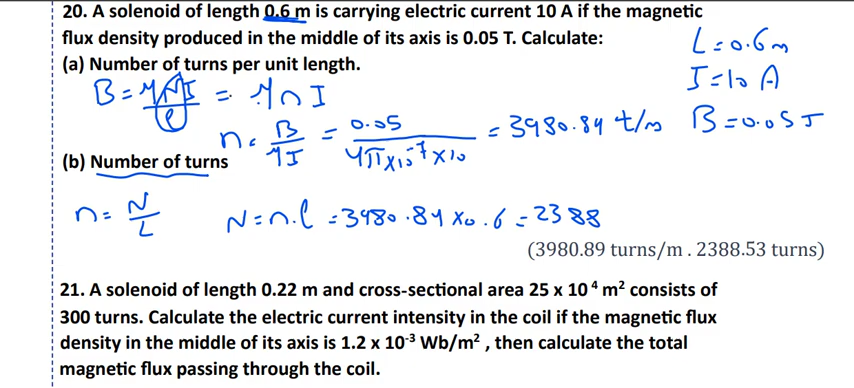 20. A solenoid of length 0.6 m is carrying electric current 10 A if the magnetic
flux density produced in the middle of its axis is 0.05 T. Calculate:
L = 0.6 m
(a) Number of turns per unit length.
I = 10 A
B = μNI/l = μnI
B = 0.05 T
n = B/μI = 0.05/4π×10⁻⁷×10 = 3980.89 t/m
(b) Number of turns
n = N/L N = n.l = 3980.89 × 0.6 = 2388
(3980.89 turns/m . 2388.53 turns)
21. A solenoid of length 0.22 m and cross-sectional area 25 x 10⁴ m² consists of
300 turns. Calculate the electric current intensity in the coil if the magnetic flux
density in the middle of its axis is 1.2 x 10⁻³ Wb/m² , then calculate the total
magnetic flux passing through the coil.